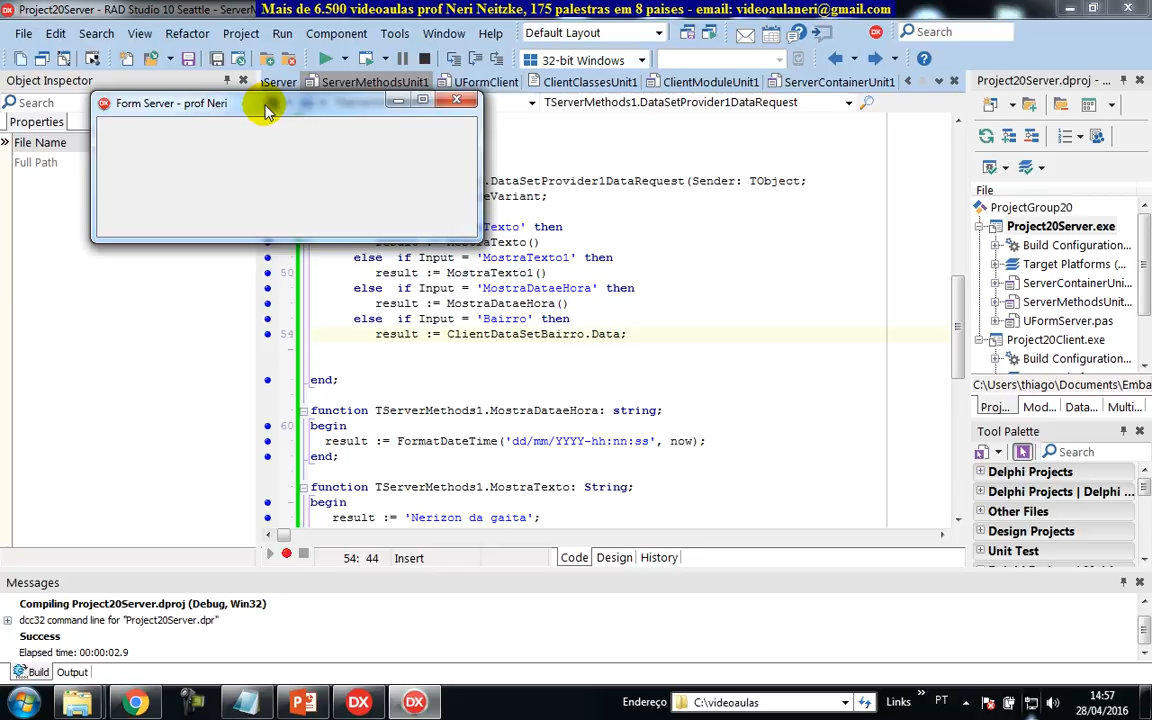 Project20Server - RAD Studio 10 Seattle - ServerM
Mais de 6.500 videoaulas prof Neri Neitzke, 175 palestras em 8 paises - email: videoaulaneri@gmail.com
File Edit Search View Refactor Project Run Component Tools Window Help
Default Layout
Search
32-bit Windows
Object Inspector
Server ServerMethodsUnit1 UFormClient ClientClassesUnit1 ClientModuleUnit1 ServerContainerUnit1
Project20Server.dproj - Projec...
Search
Form Server - prof Neri
TServerMethods1.DataSetProvider1DataRequest
Properties
File Name
Full Path
.DataSetProvider1DataRequest(Sender: TObject;
eVariant;
exto' then
MostraTexto()
else if Input = 'MostraTexto1' then
50 result := MostraTexto1()
else if Input = 'MostraDataeHora' then
result := MostraDataeHora()
else if Input = 'Bairro' then
54 result := ClientDataSetBairro.Data;
end;
function TServerMethods1.MostraDataeHora: string;
60 begin
result := FormatDateTime('dd/mm/YYYY-hh:nn:ss', now);
end;
function TServerMethods1.MostraTexto: String;
begin
result := 'Nerizon da gaita';
54: 44 Insert Code Design History
File
ProjectGroup20
Project20Server.exe
Build Configuration...
Target Platforms (...
ServerContainerUni...
ServerMethodsUnit...
UFormServer.pas
Project20Client.exe
Build Configuration...
C:\Users\thiago\Documents\Emba
Proj... Mod... Data... Multi...
Tool Palette
Search
Delphi Projects
Delphi Projects | Delphi ...
Other Files
Design Projects
Unit Test
Messages
Compiling Project20Server.dproj (Debug, Win32)
dcc32 command line for "Project20Server.dpr"
Success
Elapsed time: 00:00:02.9
Build Output
Endereço C:\videoaulas Links » PT 14:57
28/04/2016